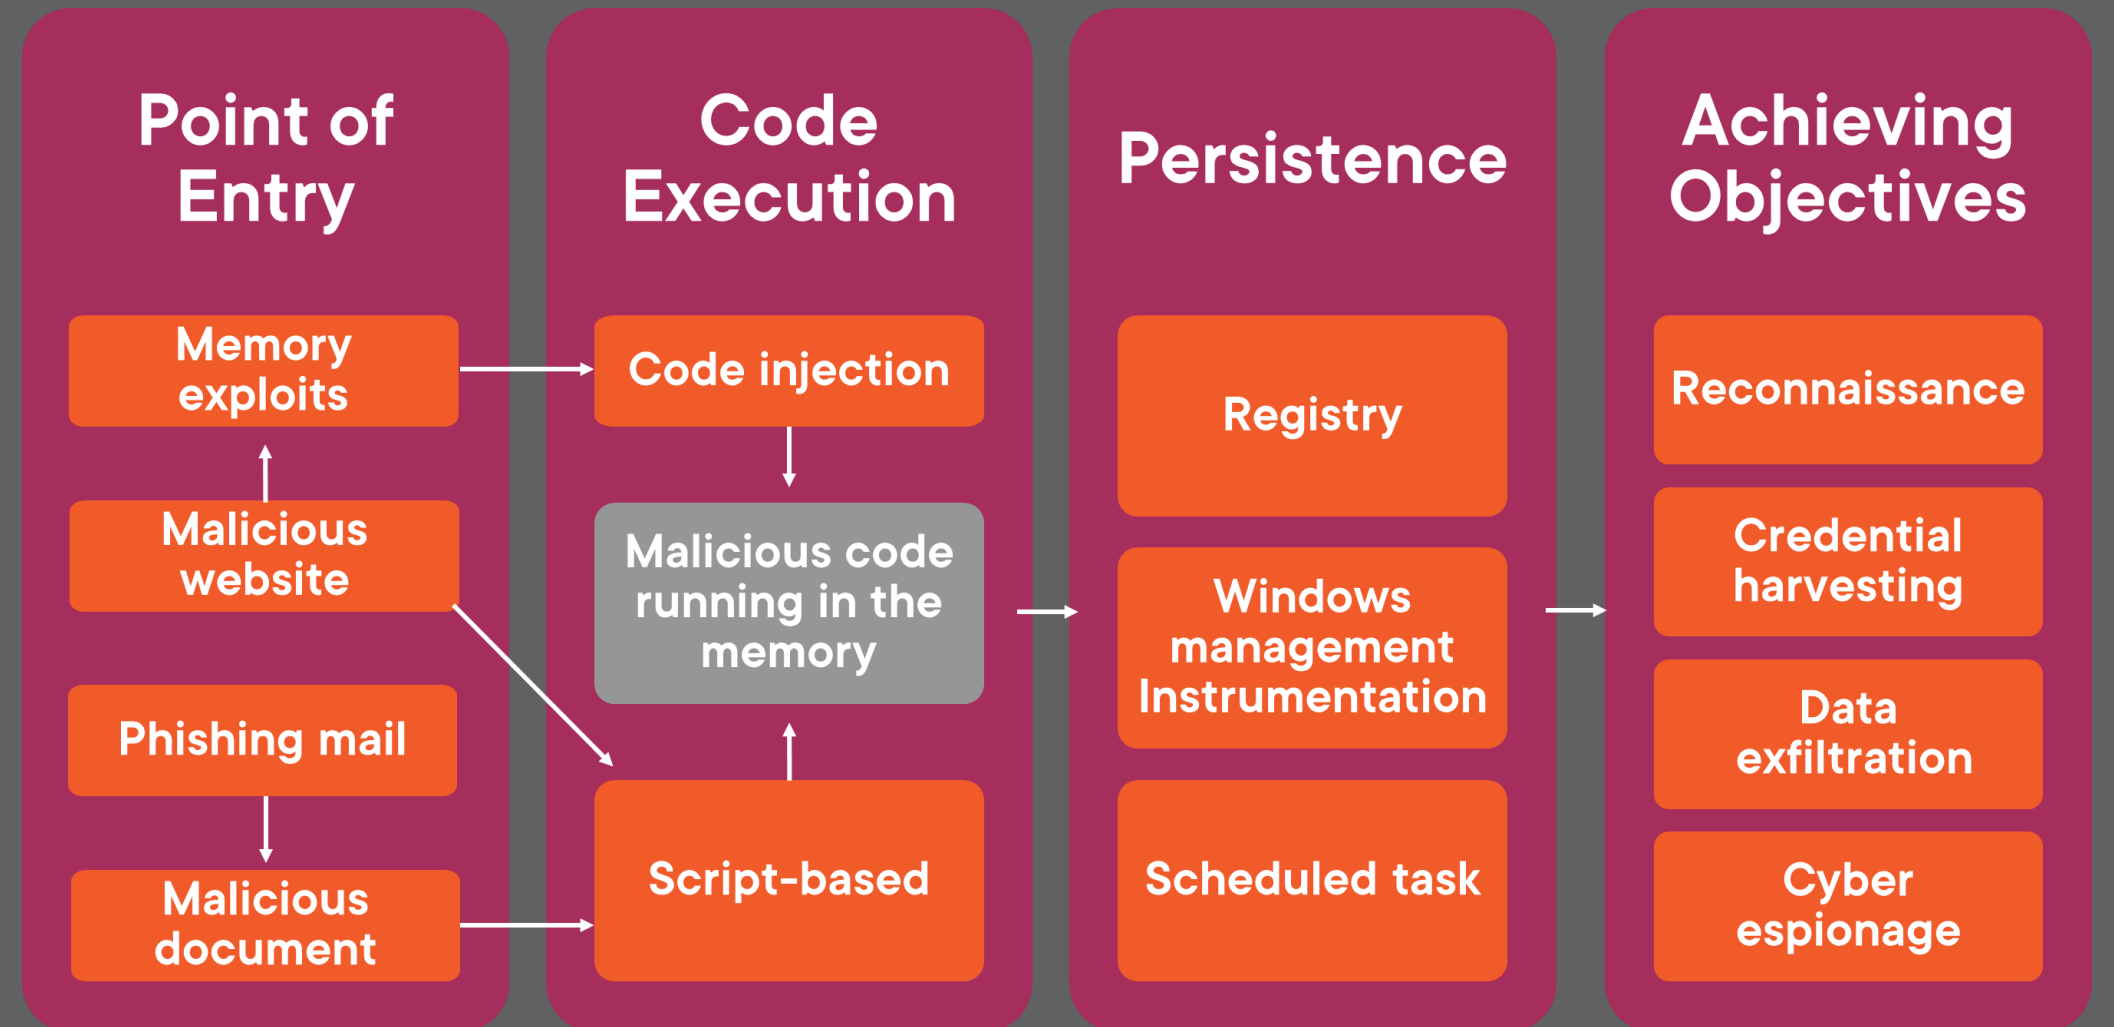 Point of
Entry
Memory
exploits
Malicious
website
Phishing mail
Malicious
document
Code
Execution
Code injection
Malicious code
running in the
memory
Script-based
Persistence
Registry
Windows
management
Instrumentation
Scheduled task
Achieving
Objectives
Reconnaissance
Credential
harvesting
Data
exfiltration
Cyber
espionage